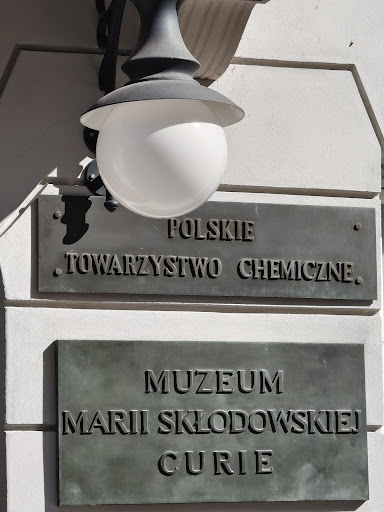 POLSKIE
TOWARZYSTWO CHEMICZNE
MUZEUM
MARII SKŁODOWSKIEJ
CURIE